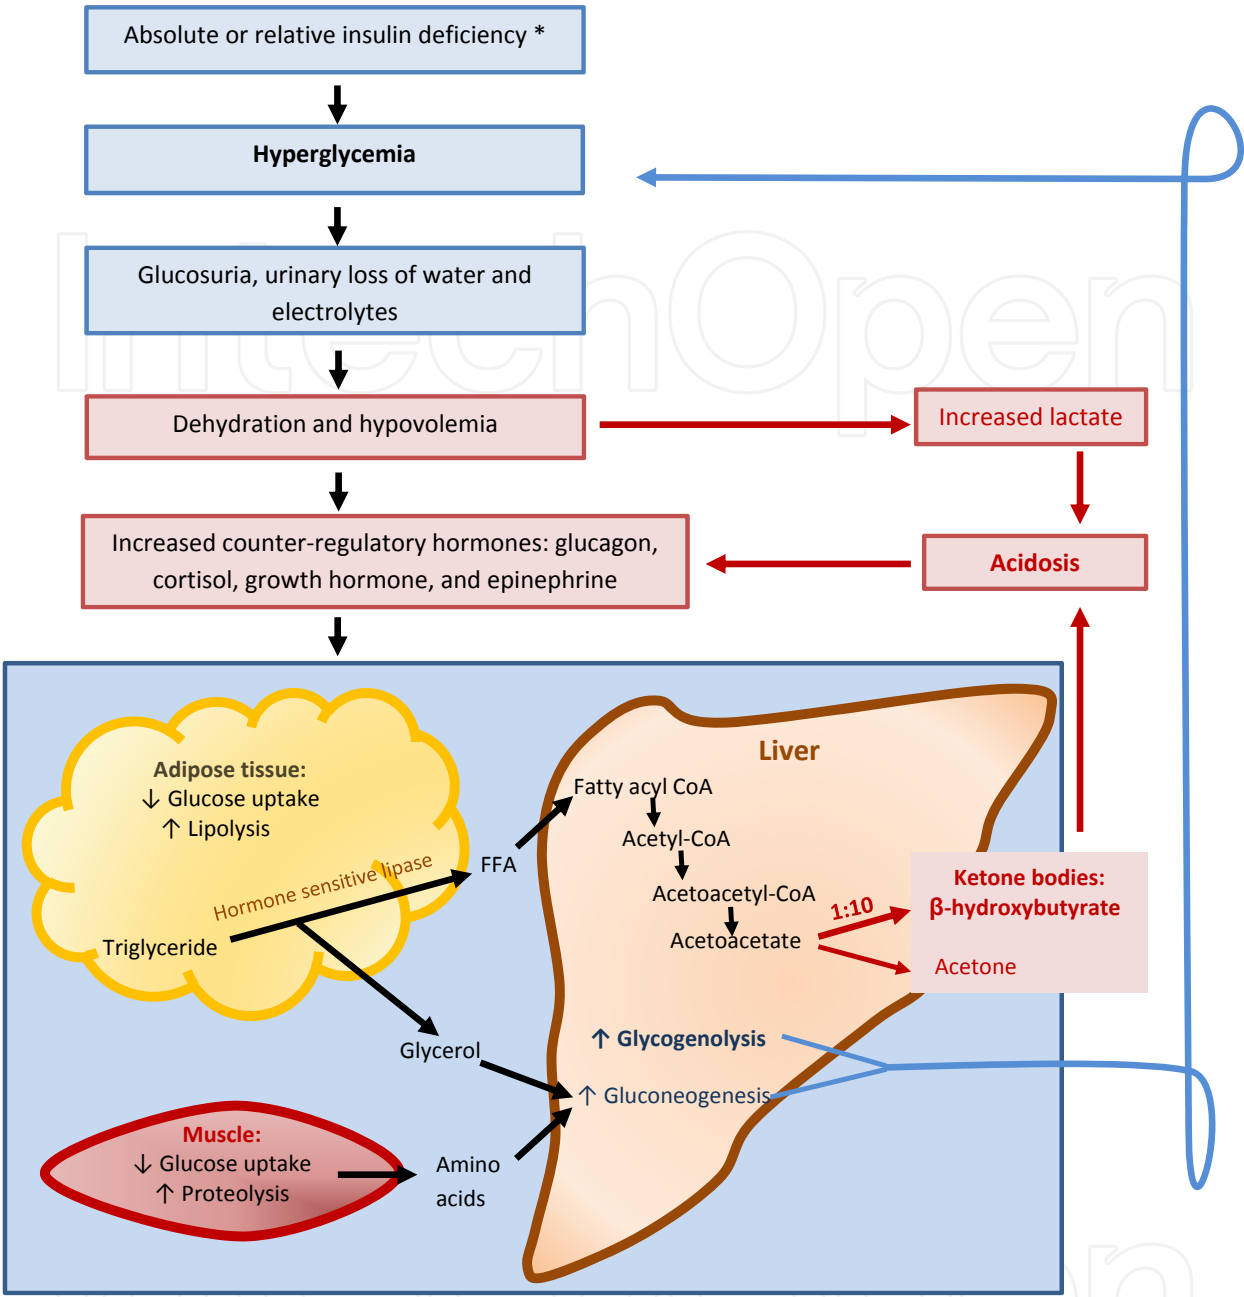 Absolute or relative insulin deficiency *
Hyperglycemia
Glucosuria, urinary loss of water and
electrolytes
Dehydration and hypovolemia
Increased lactate
Increased counter-regulatory hormones: glucagon,
cortisol, growth hormone, and epinephrine
Acidosis
Adipose tissue:
↓ Glucose uptake
↑ Lipolysis
Hormone sensitive lipase
Triglyceride
FFA
Glycerol
Liver
Fatty acyl CoA
Acetyl-CoA
Acetoacetyl-CoA
Acetoacetate
1:10
Ketone bodies:
β-hydroxybutyrate
Acetone
↑ Glycogenolysis
↑ Gluconeogenesis
Muscle:
↓ Glucose uptake
↑ Proteolysis
Amino
acids
IntechOpen